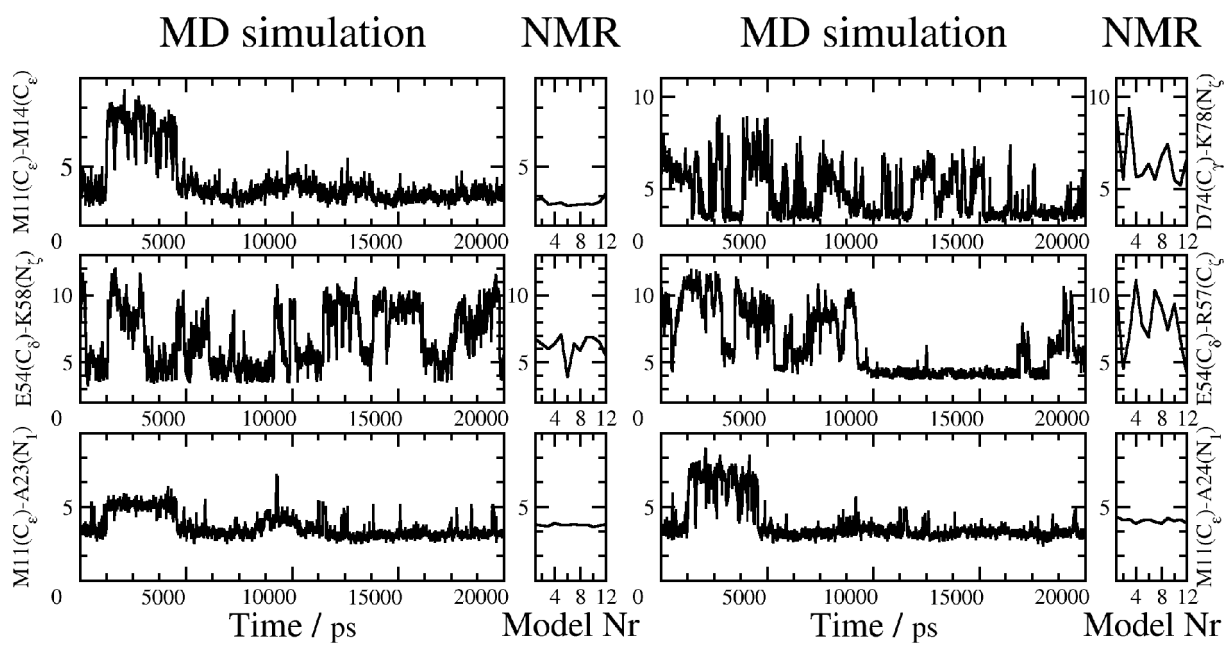 MD simulation NMR MD simulation NMR
M11(Cε)-M14(Cε) 5 5 10 5 10 5 D74(Cγ)-K78(Nζ)
0 5000 10000 15000 20000 4 8 12 0 5000 10000 15000 20000 4 8 12
E54(Cδ)-K58(Nζ) 10 5 10 5 10 5 10 5 E54(Cδ)-R57(Cζ)
0 5000 10000 15000 20000 4 8 12 0 5000 10000 15000 20000 4 8 12
M11(Cε)-A23(N1) 5 5 5 5 M11(Cε)-A24(N1)
0 5000 10000 15000 20000 4 8 12 0 5000 10000 15000 20000 4 8 12
Time / ps Model Nr Time / ps Model Nr